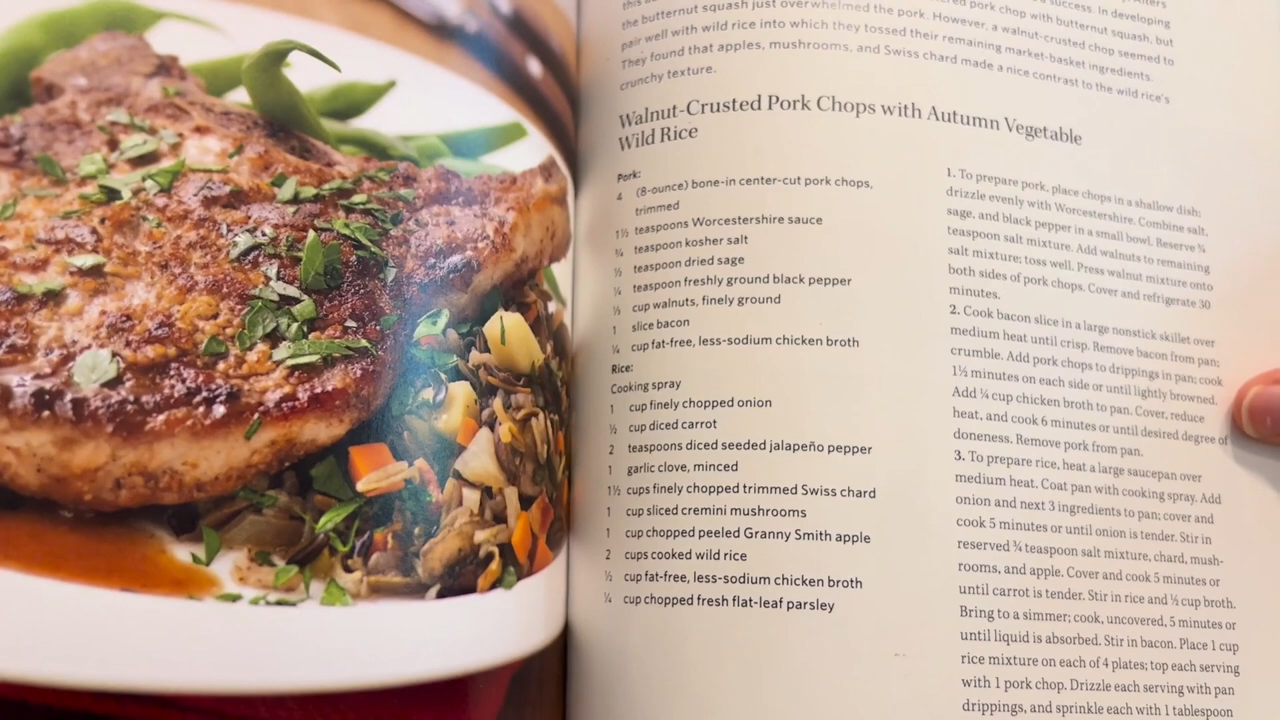 success. In developing
pork chop with butternut squash, but
the butternut squash just overwhelmed the pork. However, a walnut-crusted chop seemed to
pair well with wild rice into which they tossed their remaining market-basket ingredients.
They found that apples, mushrooms, and Swiss chard made a nice contrast to the wild rice's
crunchy texture.
Walnut-Crusted Pork Chops with Autumn Vegetable
Wild Rice
Pork:
4 (8-ounce) bone-in center-cut pork chops,
trimmed
1½ teaspoons Worcestershire sauce
¾ teaspoon kosher salt
½ teaspoon dried sage
¼ teaspoon freshly ground black pepper
⅓ cup walnuts, finely ground
1 slice bacon
¼ cup fat-free, less-sodium chicken broth
Rice:
Cooking spray
1 cup finely chopped onion
½ cup diced carrot
2 teaspoons diced seeded jalapeño pepper
1 garlic clove, minced
1½ cups finely chopped trimmed Swiss chard
1 cup sliced cremini mushrooms
1 cup chopped peeled Granny Smith apple
2 cups cooked wild rice
½ cup fat-free, less-sodium chicken broth
¼ cup chopped fresh flat-leaf parsley
1. To prepare pork, place chops in a shallow dish;
drizzle evenly with Worcestershire. Combine salt,
sage, and black pepper in a small bowl. Reserve ¾
teaspoon salt mixture. Add walnuts to remaining
salt mixture; toss well. Press walnut mixture onto
both sides of pork chops. Cover and refrigerate 30
minutes.
2. Cook bacon slice in a large nonstick skillet over
medium heat until crisp. Remove bacon from pan;
crumble. Add pork chops to drippings in pan; cook
1½ minutes on each side or until lightly browned.
Add ¼ cup chicken broth to pan. Cover, reduce
heat, and cook 6 minutes or until desired degree of
doneness. Remove pork from pan.
3. To prepare rice, heat a large saucepan over
medium heat. Coat pan with cooking spray. Add
onion and next 3 ingredients to pan; cover and
cook 5 minutes or until onion is tender. Stir in
reserved ¾ teaspoon salt mixture, chard, mush-
rooms, and apple. Cover and cook 5 minutes or
until carrot is tender. Stir in rice and ½ cup broth.
Bring to a simmer; cook, uncovered, 5 minutes or
until liquid is absorbed. Stir in bacon. Place 1 cup
rice mixture on each of 4 plates; top each serving
with 1 pork chop. Drizzle each serving with pan
drippings, and sprinkle each with 1 tablespoon